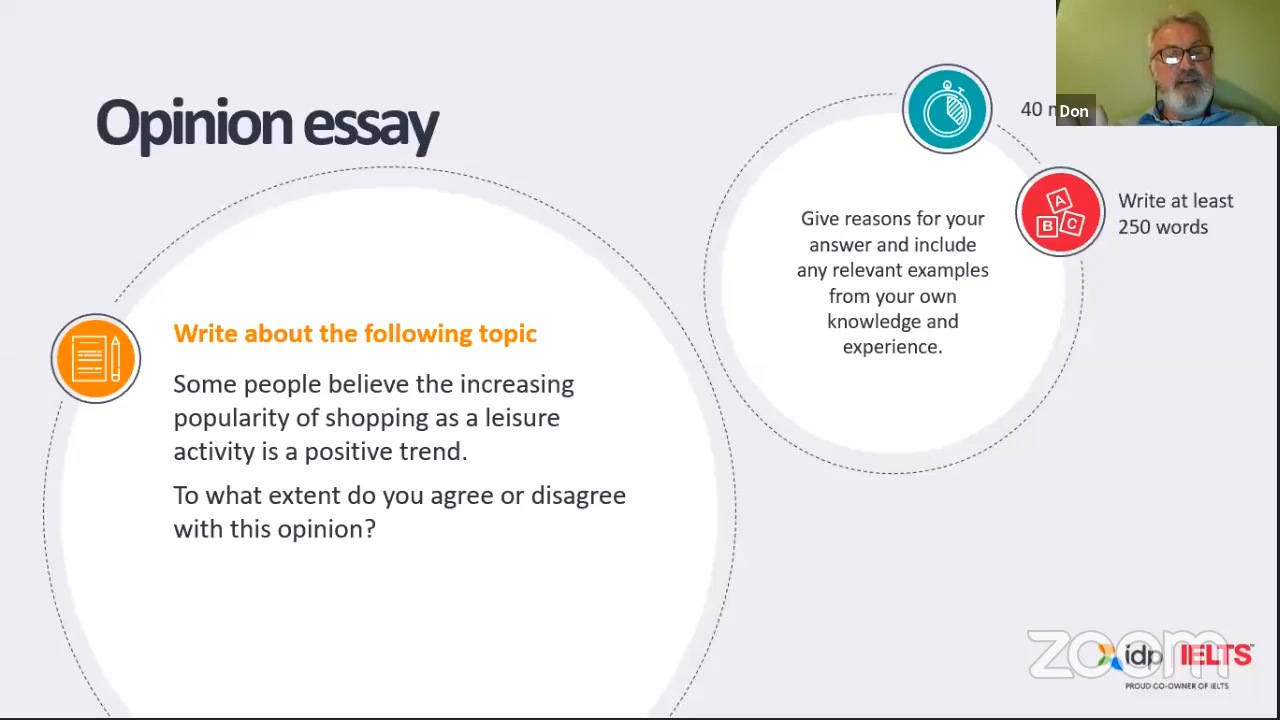 Opinion essay
Write about the following topic
Some people believe the increasing
popularity of shopping as a leisure
activity is a positive trend.
To what extent do you agree or disagree
with this opinion?
Give reasons for your
answer and include
any relevant examples
from your own
knowledge and
experience.
40
Don
A
B C
Write at least
250 words
zoom
idp IELTS™
PROUD CO-OWNER OF IELTS